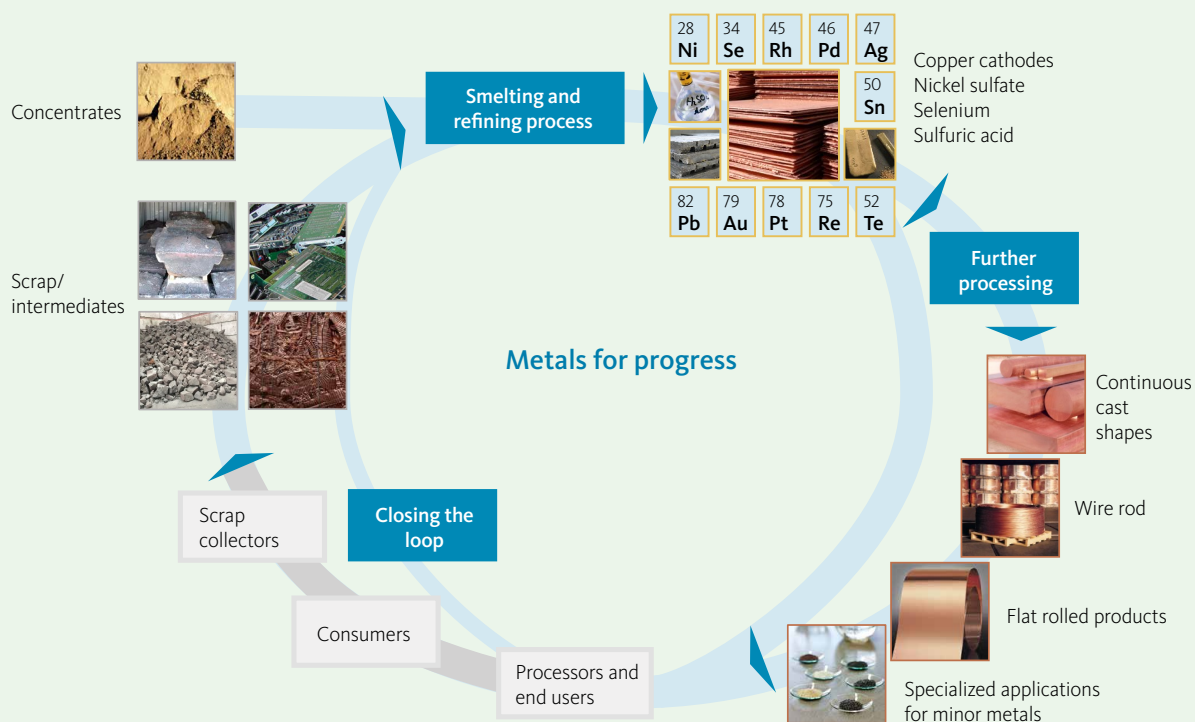 Concentrates
Smelting and
refining process
28
Ni
34
Se
45
Rh
46
Pd
47
Ag
50
Sn
82
Pb
79
Au
78
Pt
75
Re
52
Te
Copper cathodes
Nickel sulfate
Selenium
Sulfuric acid
Scrap/
intermediates
Further
processing
Metals for progress
Continuous
cast
shapes
Wire rod
Flat rolled products
Specialized applications
for minor metals
Closing the
loop
Scrap
collectors
Consumers
Processors and
end users